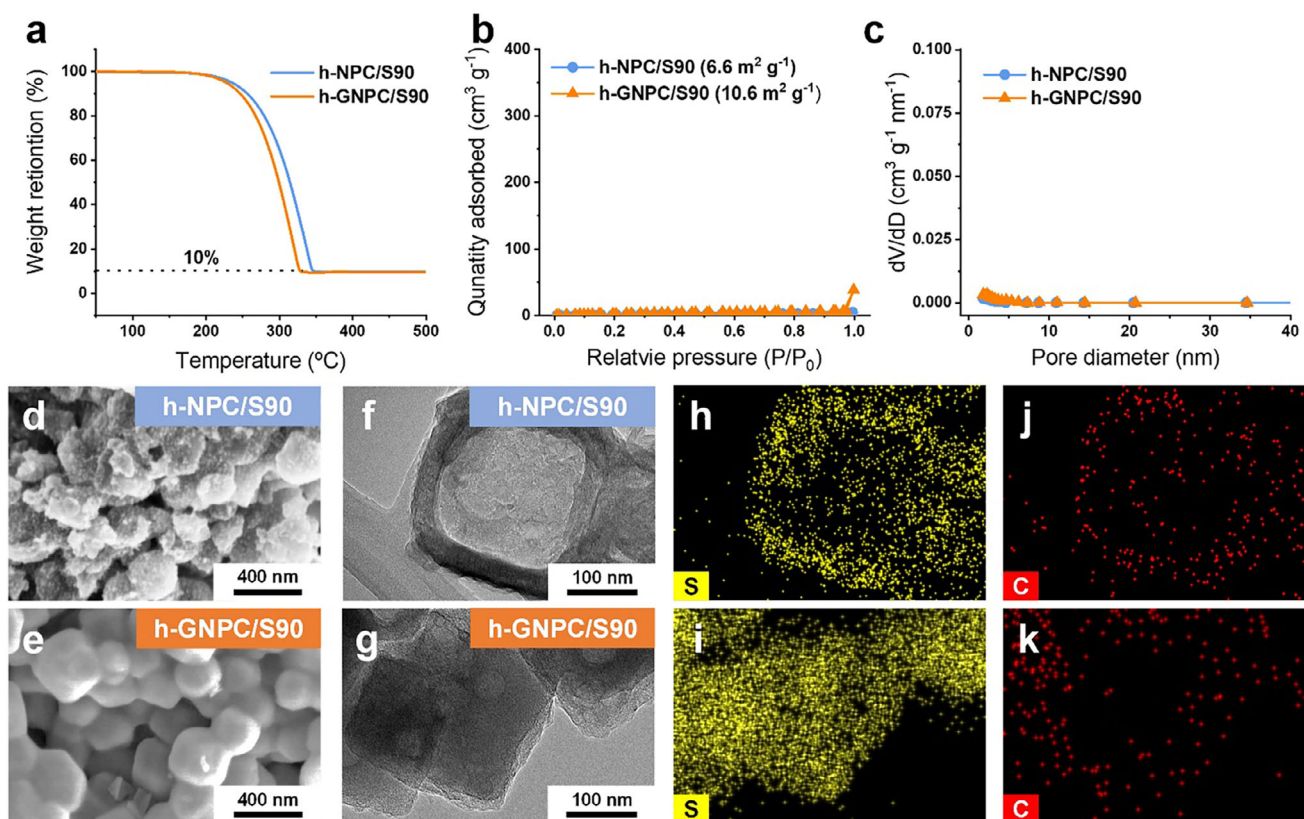 a
Weight retiontion (%)
100
80
60
40
20
0
h-NPC/S90
h-GNPC/S90
10%
100
200
300
400
500
Temperature (ºC)
b
Qunatity adsorbed (cm³ g⁻¹)
400
350
300
250
200
150
100
50
0
h-NPC/S90 (6.6 m² g⁻¹)
h-GNPC/S90 (10.6 m² g⁻¹)
0.0
0.2
0.4
0.6
0.8
1.0
Relatvie pressure (P/P₀)
c
dV/dD (cm³ g⁻¹ nm⁻¹)
0.100
0.075
0.050
0.025
0.000
h-NPC/S90
h-GNPC/S90
0
10
20
30
40
Pore diameter (nm)
d
h-NPC/S90
400 nm
f
h-NPC/S90
100 nm
h
S
j
C
e
h-GNPC/S90
400 nm
g
h-GNPC/S90
100 nm
i
S
k
C